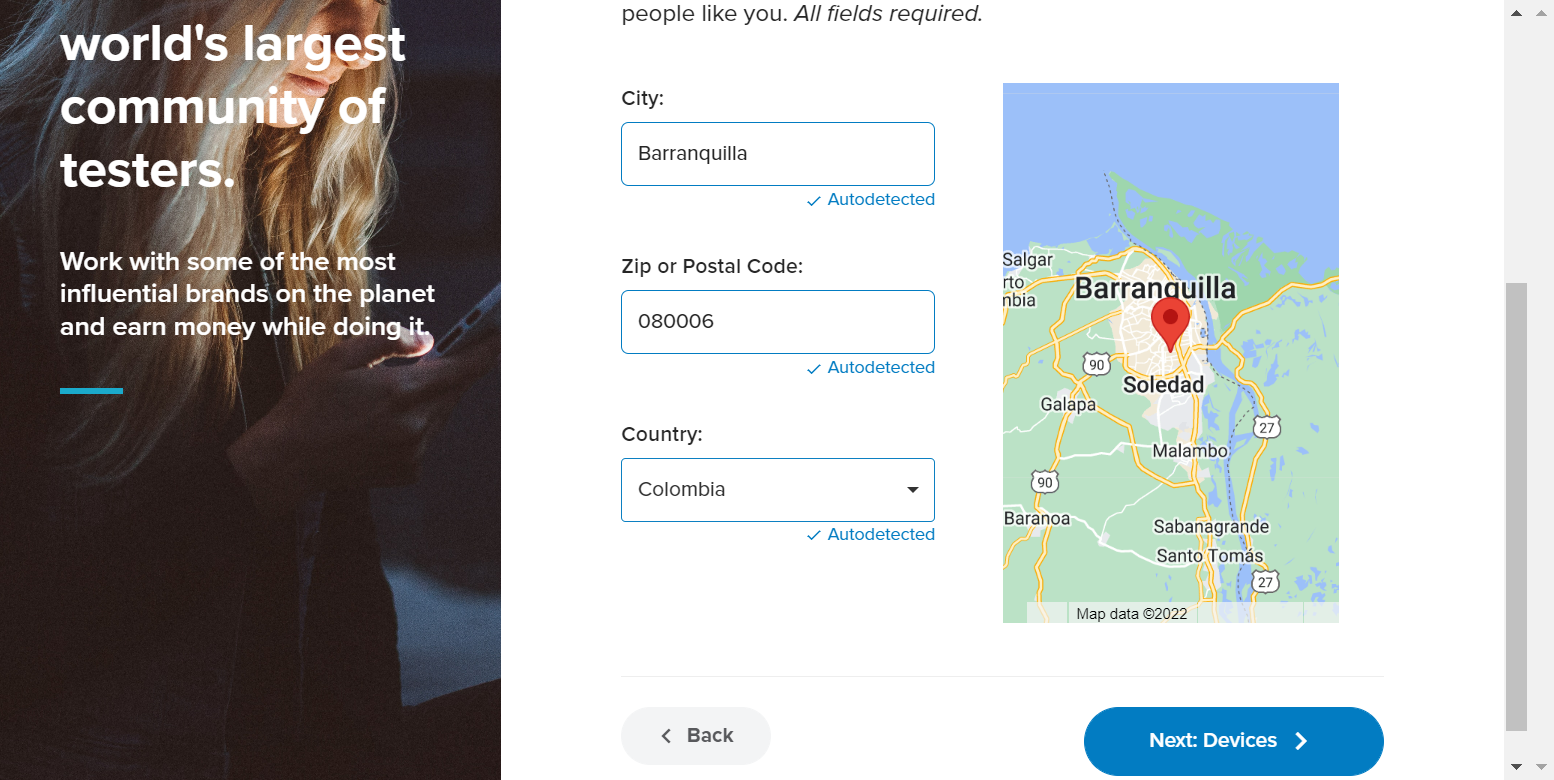 world's largest
community of
testers.
Work with some of the most
influential brands on the planet
and earn money while doing it.
people like you. All fields required.
City:
Barranquilla
Autodetected
Zip or Postal Code:
080006
Autodetected
Country:
Colombia
Autodetected
Salgar
rto
nbia
Barranquilla
90
Soledad
Galapa
27
Malambo
90
Baranoa
Sabanagrande
Santo Tomás
27
Map data ©2022
Back
Next: Devices